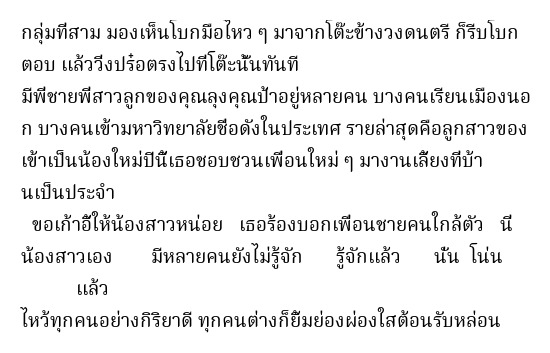 กลุ่มที่สาม มองเห็นโบกมือไหว ๆ มาจากโต๊ะข้างวงดนตรี ก็รีบโบก
ตอบ แล้ววิ่งปร๋อตรงไปที่โต๊ะนั้นทันที
มีพี่ชายพี่สาวลูกของคุณลุงคุณป้าอยู่หลายคน บางคนเรียนเมืองนอ
ก บางคนเข้ามหาวิทยาลัยชื่อดังในประเทศ รายล่าสุดคือลูกสาวของ
เข้าเป็นน้องใหม่ปีนี้เธอชอบชวนเพื่อนใหม่ ๆ มางานเลี้ยงที่บ้า
นเป็นประจำ
ขอเก้าอี้ให้น้องสาวหน่อย เธอร้องบอกเพื่อนชายคนใกล้ตัว นี่
น้องสาวเอง มีหลายคนยังไม่รู้จัก รู้จักแล้ว นั้น โน่น
แล้ว
ไหว้ทุกคนอย่างกิริยาดี ทุกคนต่างก็ยิ้มย่องผ่องใสต้อนรับหล่อน